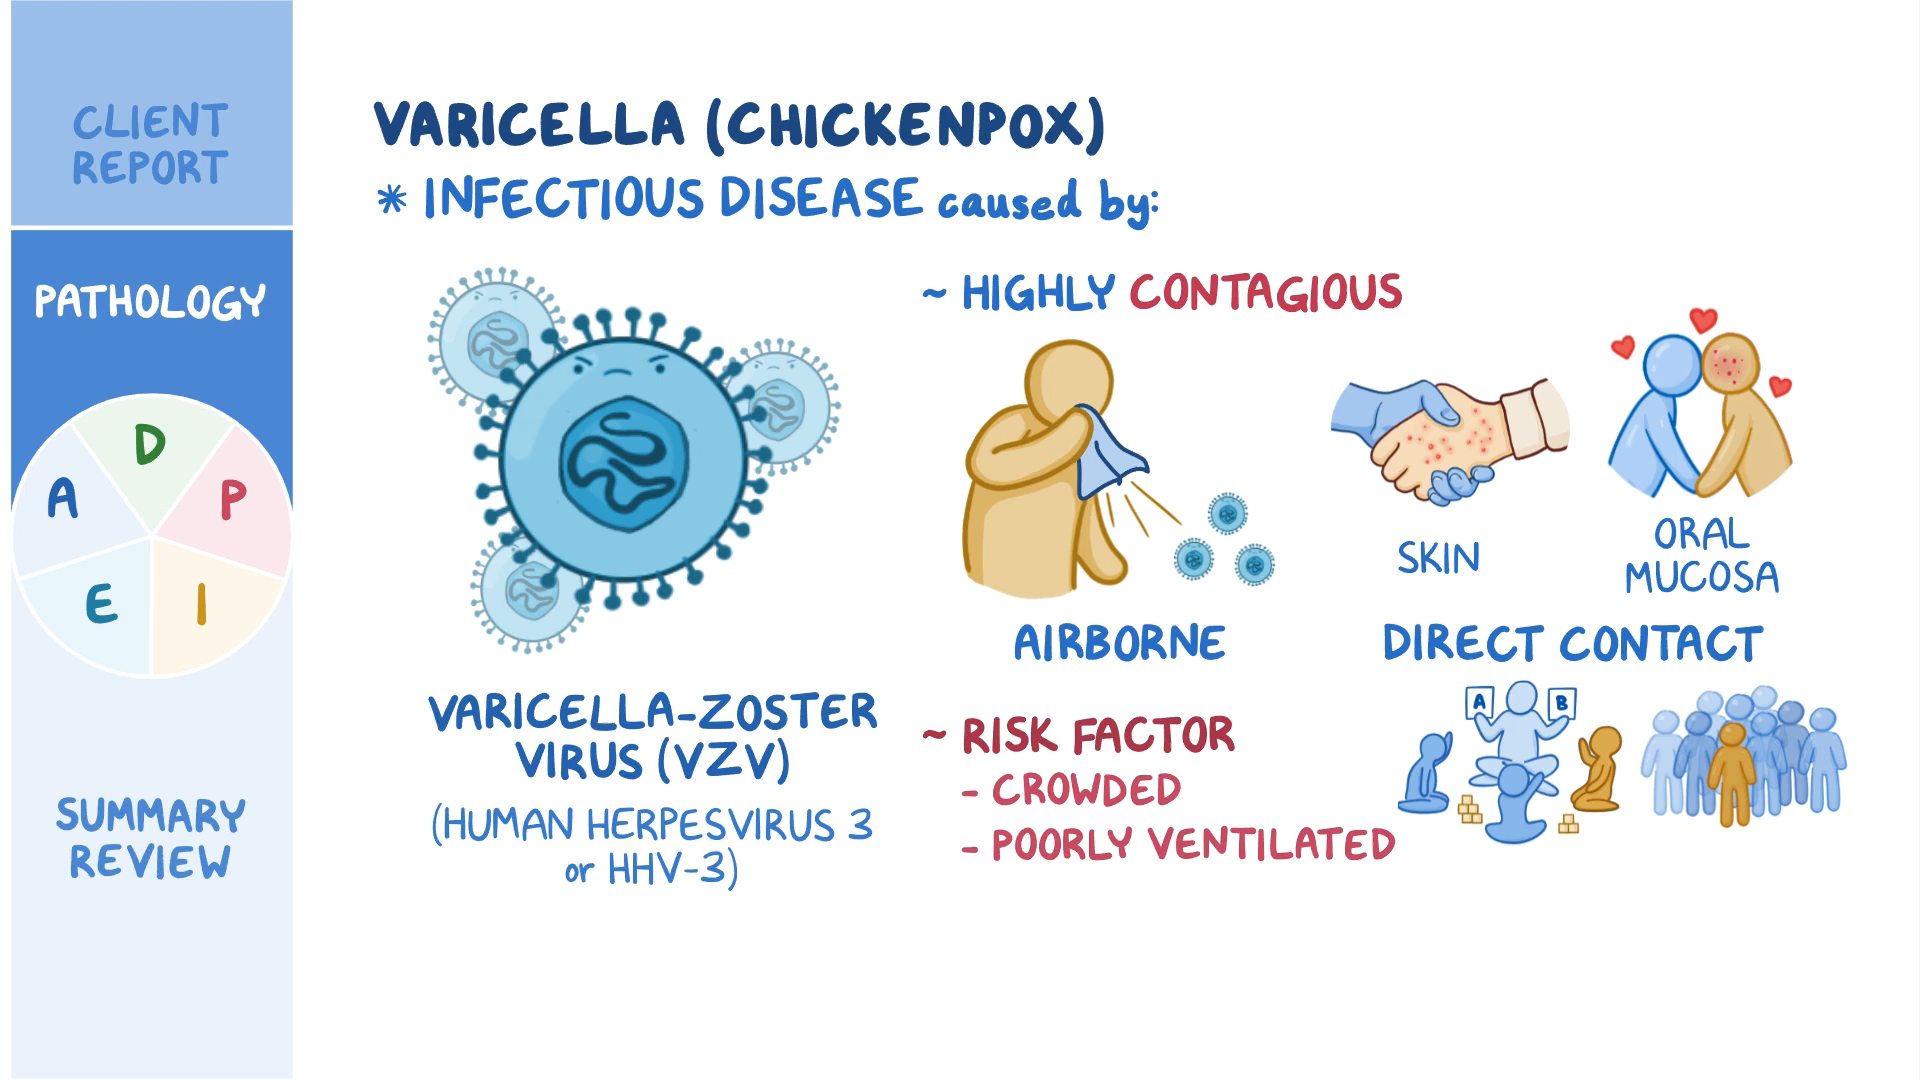 CLIENT
REPORT
PATHOLOGY
A
D
P
E
I
SUMMARY
REVIEW
VARICELLA (CHICKENPOX)
* INFECTIOUS DISEASE caused by:
VARICELLA-ZOSTER
VIRUS (VZV)
(HUMAN HERPESVIRUS 3
or HHV-3)
~ HIGHLY CONTAGIOUS
AIRBORNE
SKIN
ORAL
MUCOSA
DIRECT CONTACT
~ RISK FACTOR
- CROWDED
- POORLY VENTILATED
A
B